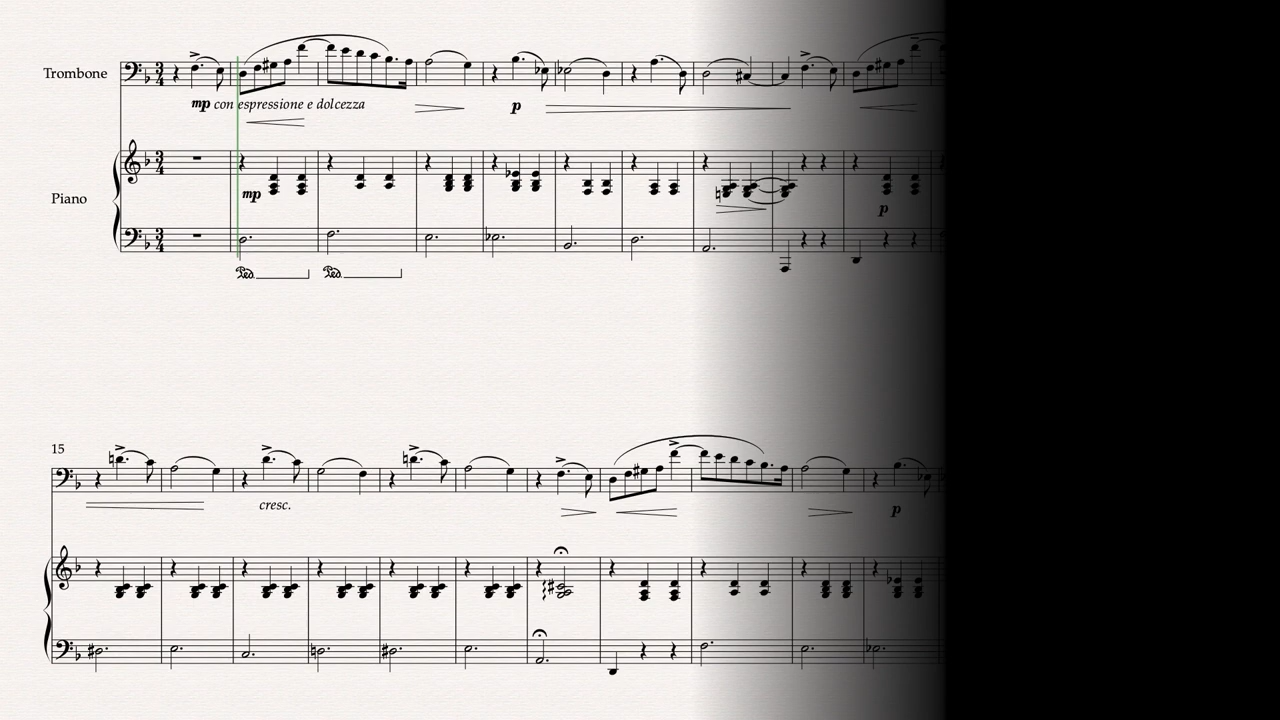 Trombone
mp con espressione e dolcezza
p
Piano
mp
p
15
cresc.
p